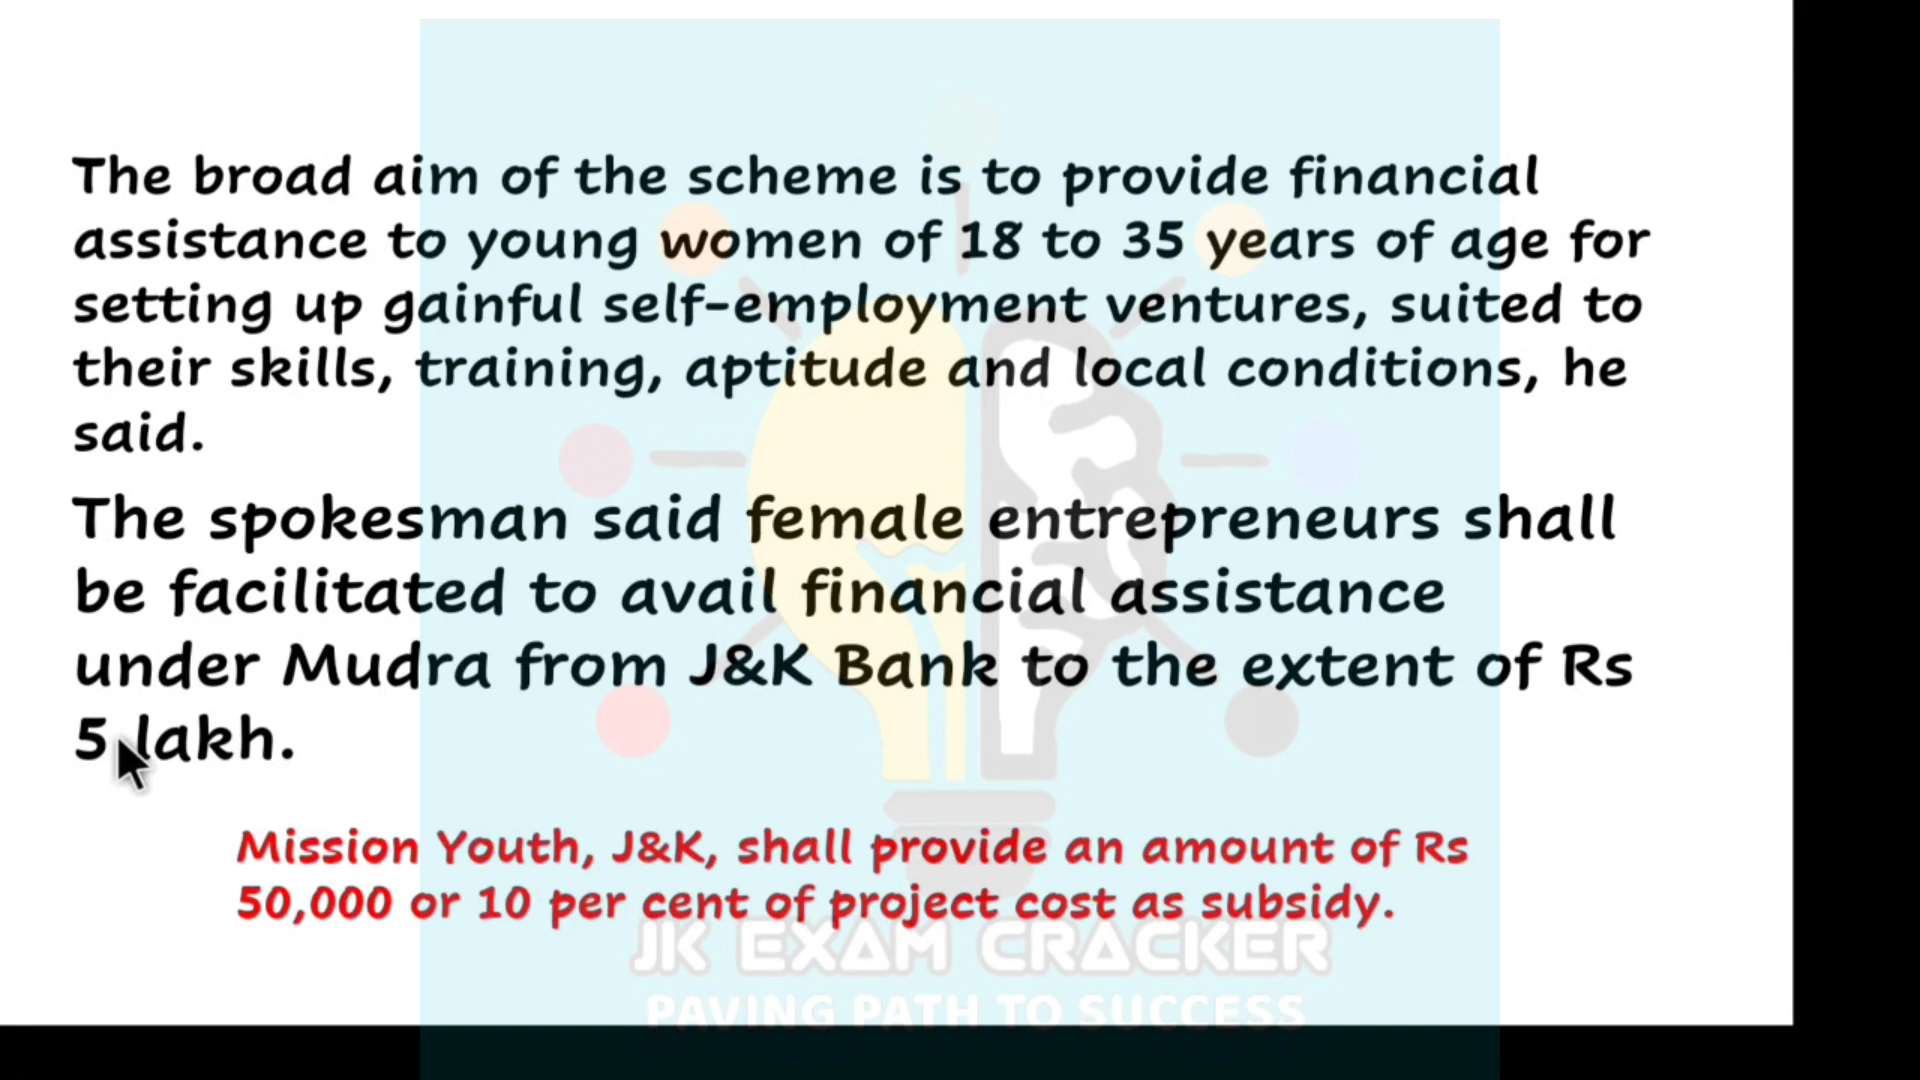 The broad aim of the scheme is to provide financial
assistance to young women of 18 to 35 years of age for
setting up gainful self-employment ventures, suited to
their skills, training, aptitude and local conditions, he
said.
The spokesman said female entrepreneurs shall
be facilitated to avail financial assistance
under Mudra from J&K Bank to the extent of Rs
5 lakh.
Mission Youth, J&K, shall provide an amount of Rs
50,000 or 10 per cent of project cost as subsidy.
JK EXAM CRACKER
PAVING PATH TO SUCCESS